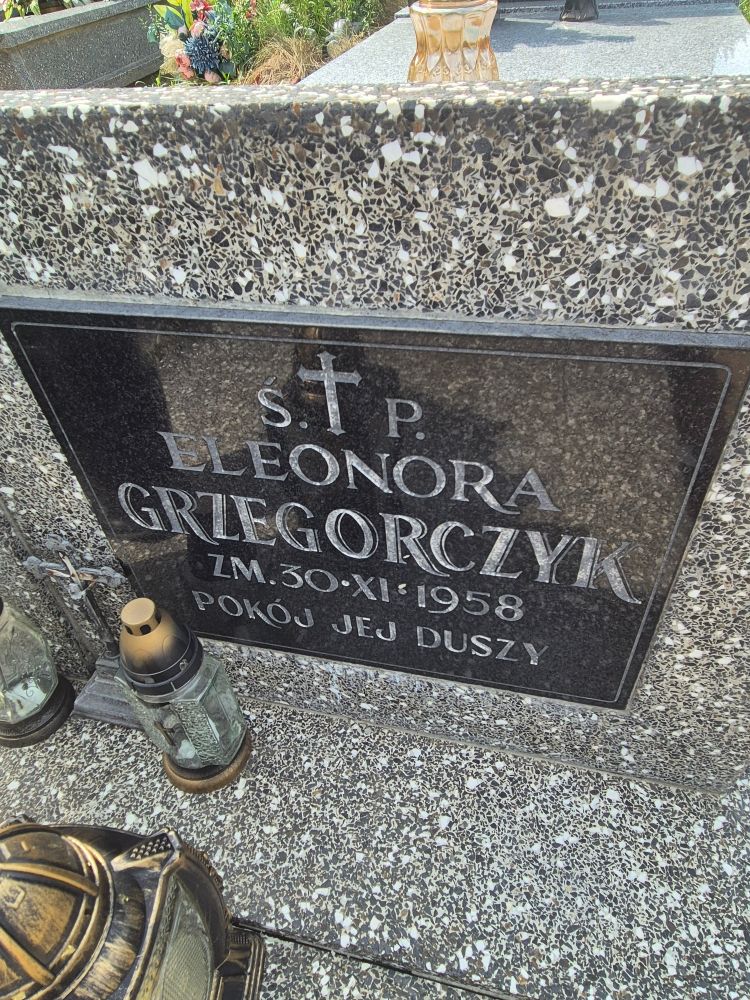 Ś. P.
ELEONORA
GRZEGORCZYK
ZM. 30·XI·1958
POKÓJ JEJ DUSZY